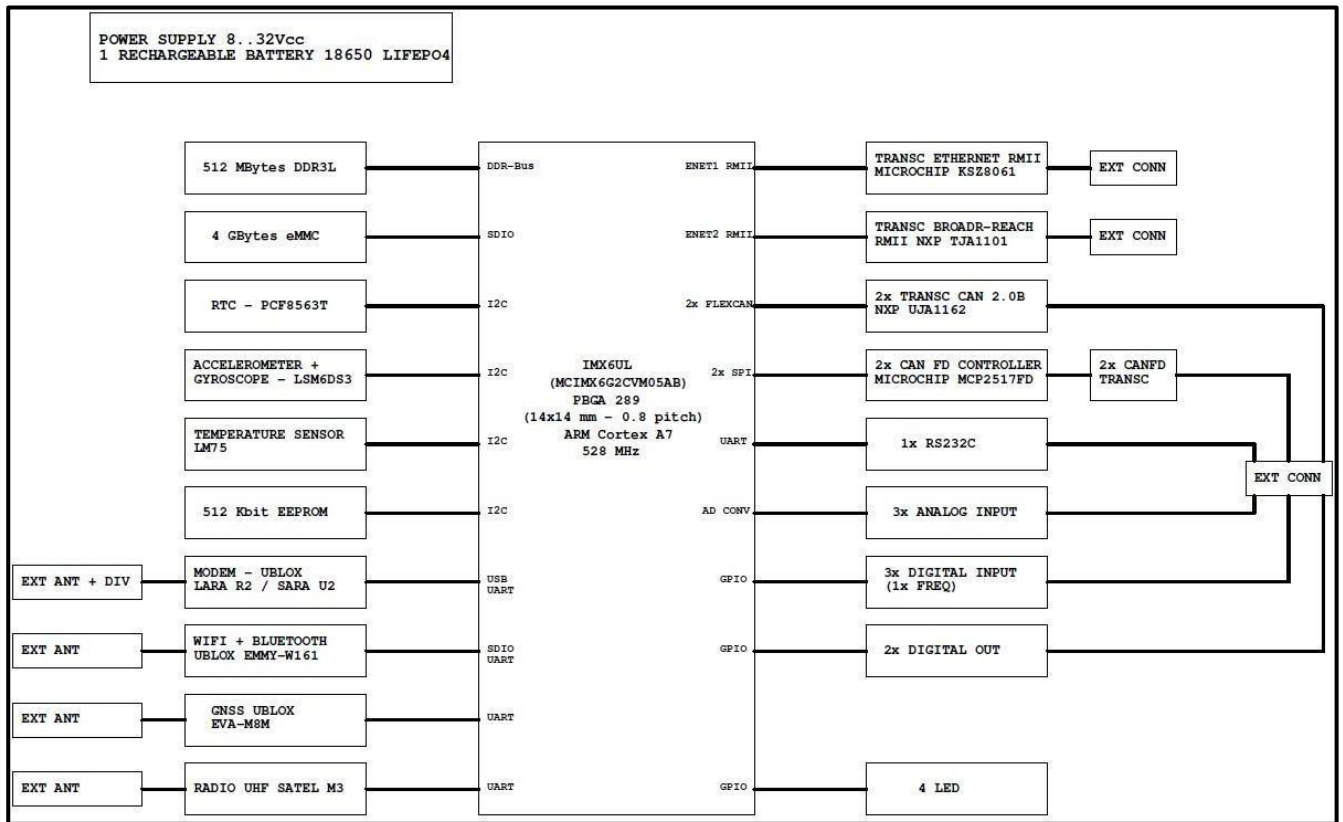 POWER SUPPLY 8..32Vcc
1 RECHARGEABLE BATTERY 18650 LIFEPO4
512 MBytes DDR3L
DDR-Bus
ENET1 RMII
TRANSC ETHERNET RMII
MICROCHIP KSZ8061
EXT CONN
4 GBytes eMMC
SDIO
ENET2 RMII
TRANSC BROADR-REACH
RMII NXP TJA1101
EXT CONN
RTC - PCF8563T
I2C
2x FLEXCAN
2x TRANSC CAN 2.0B
NXP UJA1162
ACCELEROMETER +
GYROSCOPE - LSM6DS3
I2C
IMX6UL
(MCIMX6G2CVM05AB)
PBGA 289
(14x14 mm - 0.8 pitch)
ARM Cortex A7
528 MHz
2x SPI
2x CAN FD CONTROLLER
MICROCHIP MCP2517FD
2x CANFD
TRANSC
TEMPERATURE SENSOR
LM75
I2C
UART
1x RS232C
EXT CONN
512 Kbit EEPROM
I2C
AD CONV
3x ANALOG INPUT
EXT ANT + DIV
MODEM - UBLOX
LARA R2 / SARA U2
USB
UART
GPIO
3x DIGITAL INPUT
(1x FREQ)
EXT ANT
WIFI + BLUETOOTH
UBLOX EMMY-W161
SDIO
UART
GPIO
2x DIGITAL OUT
EXT ANT
GNSS UBLOX
EVA-M8M
UART
EXT ANT
RADIO UHF SATEL M3
UART
GPIO
4 LED